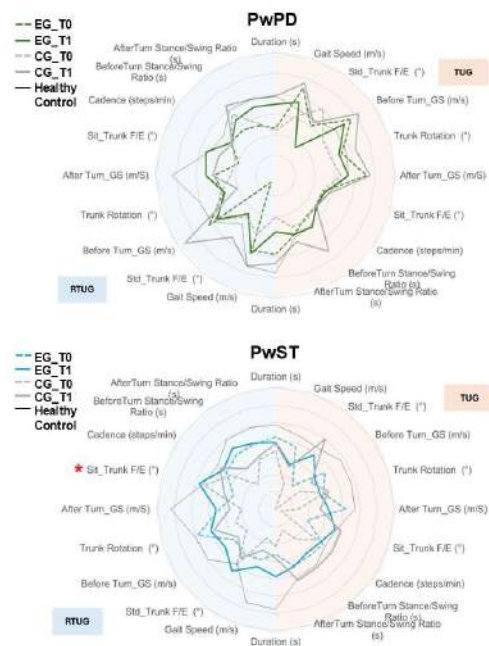 PwPD
EG_T0
EG_T1
CG_T0
CG_T1
Healthy
Control
Duration (s)
Gait Speed (m/s)
Std_Trunk F/E (°)
TUG
Before Turn_GS (m/s)
Trunk Rotation (°)
After Turn_GS (m/S)
Sit_Trunk F/E (°)
Cadence (steps/min)
BeforeTurn Stance/Swing
Ratio (s)
AfterTurn Stance/Swing Ratio
(s)
Duration (s)
Gait Speed (m/s)
Std_Trunk F/E (°)
RTUG
Before Turn_GS (m/s)
Trunk Rotation (°)
After Turn_GS (m/S)
Sit_Trunk F/E (°)
Cadence (steps/min)
BeforeTurn Stance/Swing
Ratio (s)
AfterTurn Stance/Swing Ratio
(s)
PwST
EG_T0
EG_T1
CG_T0
CG_T1
Healthy
Control
Duration (s)
Gait Speed (m/s)
Std_Trunk F/E (°)
TUG
Before Turn_GS (m/s)
Trunk Rotation (°)
After Turn_GS (m/S)
Sit_Trunk F/E (°)
Cadence (steps/min)
BeforeTurn Stance/Swing
Ratio (s)
AfterTurn Stance/Swing Ratio
(s)
Duration (s)
Gait Speed (m/s)
Std_Trunk F/E (°)
RTUG
Before Turn_GS (m/s)
Trunk Rotation (°)
After Turn_GS (m/S)
* Sit_Trunk F/E (°)
Cadence (steps/min)
BeforeTurn Stance/Swing
Ratio (s)
AfterTurn Stance/Swing Ratio
(s)